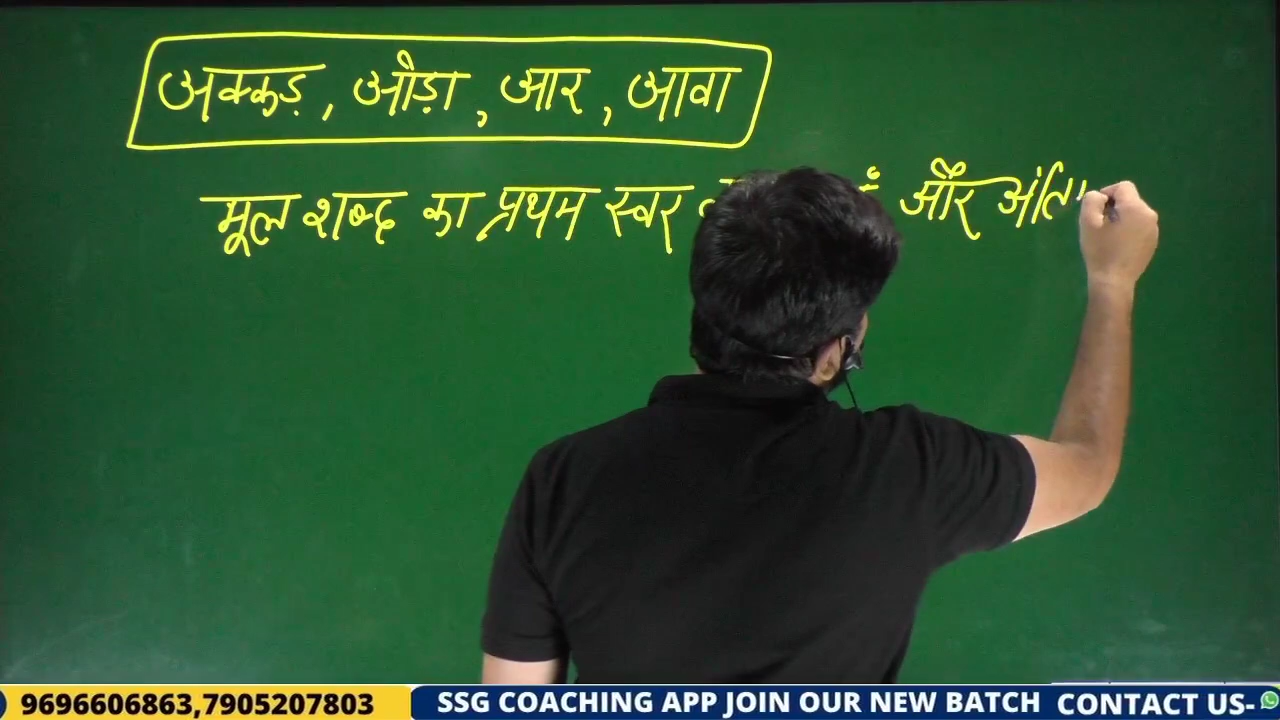 अक्कड़, ओड़ा, आर, आवा
मूल शब्द का प्रथम स्वर और
9696606863,7905207803 SSG COACHING APP JOIN OUR NEW BATCH CONTACT US-